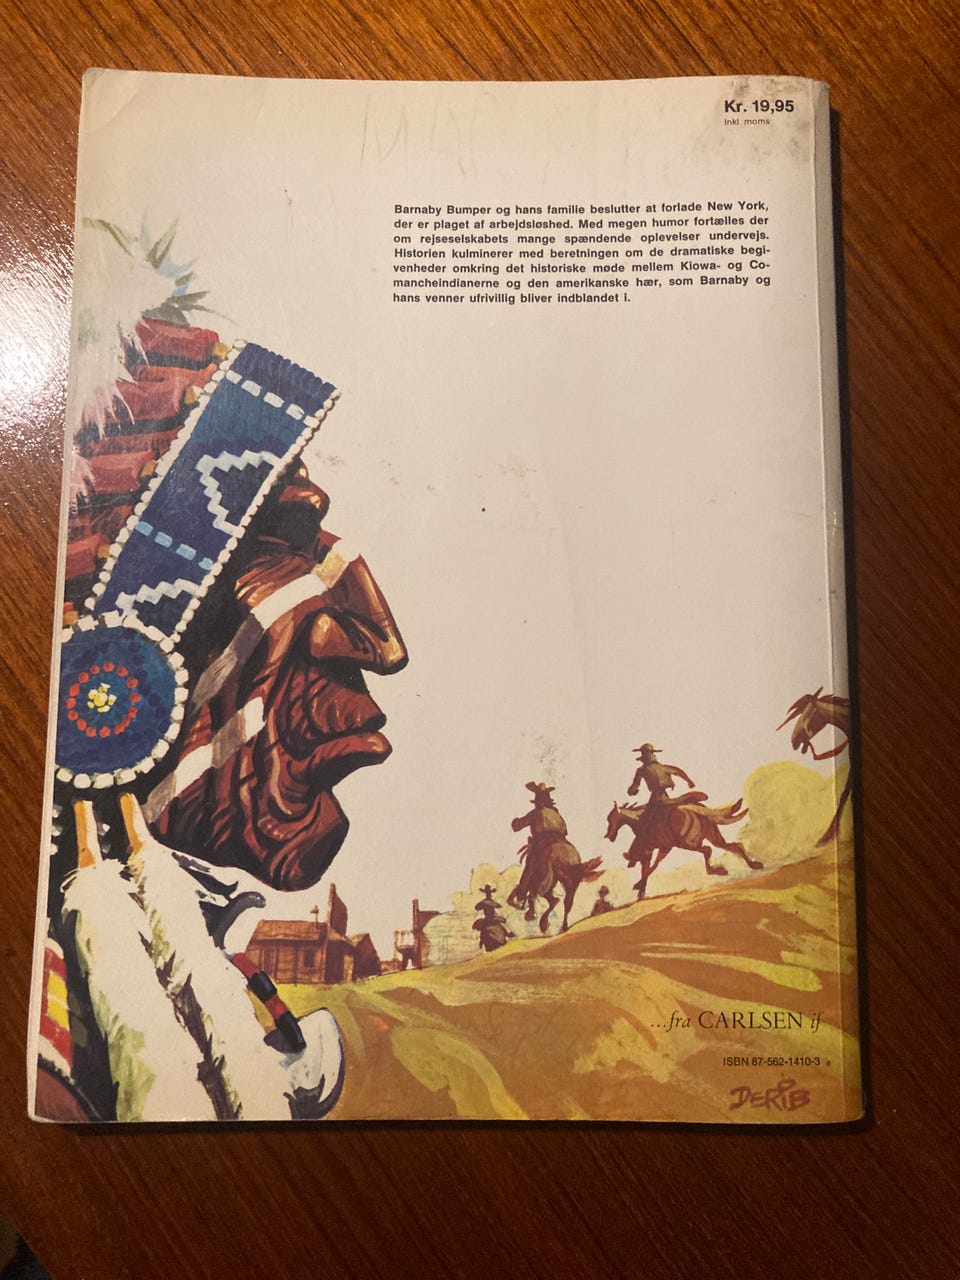 Kr. 19,95
Inkl. moms
Barnaby Bumper og hans familie beslutter at forlade New York,
der er plaget af arbejdsløshed. Med megen humor fortælles der
om rejseselskabets mange spændende oplevelser undervejs.
Historien kulminerer med beretningen om de dramatiske begi-
venheder omkring det historiske møde mellem Kiowa- og Co-
mancheindianerne og den amerikanske hær, som Barnaby og
hans venner ufrivillig bliver indblandet i.
...fra CARLSEN if
ISBN 87-562-1410-3
DERIB